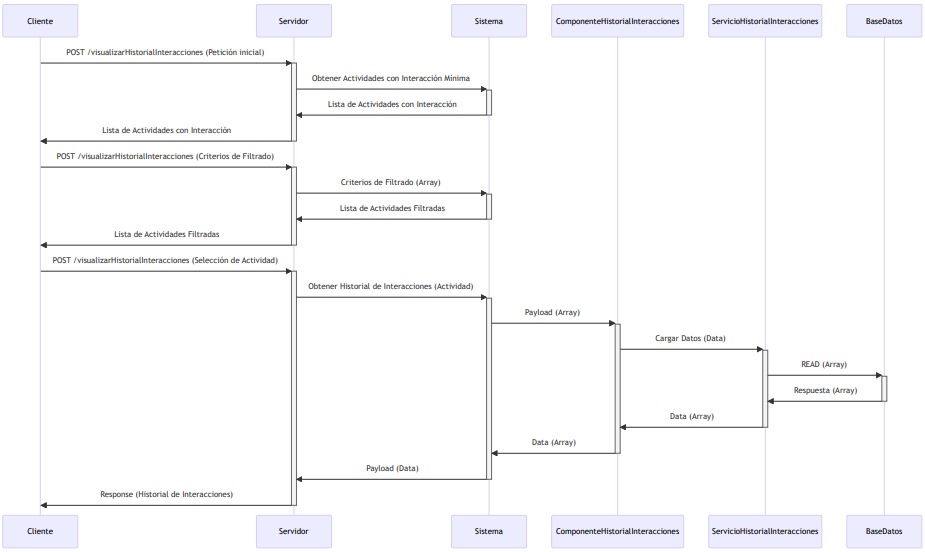 Cliente
Servidor
Sistema
ComponenteHistorialInteracciones
ServicioHistorialInteracciones
BaseDatos
POST /visualizarHistorialInteracciones (Petición inicial)
Obtener Actividades con Interacción Mínima
Lista de Actividades con Interacción
Lista de Actividades con Interacción
POST /visualizarHistorialInteracciones (Criterios de Filtrado)
Criterios de Filtrado (Array)
Lista de Actividades Filtradas
Lista de Actividades Filtradas
POST /visualizarHistorialInteracciones (Selección de Actividad)
Obtener Historial de Interacciones (Actividad)
Payload (Array)
Cargar Datos (Data)
READ (Array)
Respuesta (Array)
Data (Array)
Data (Array)
Payload (Data)
Response (Historial de Interacciones)
Cliente
Servidor
Sistema
ComponenteHistorialInteracciones
ServicioHistorialInteracciones
BaseDatos